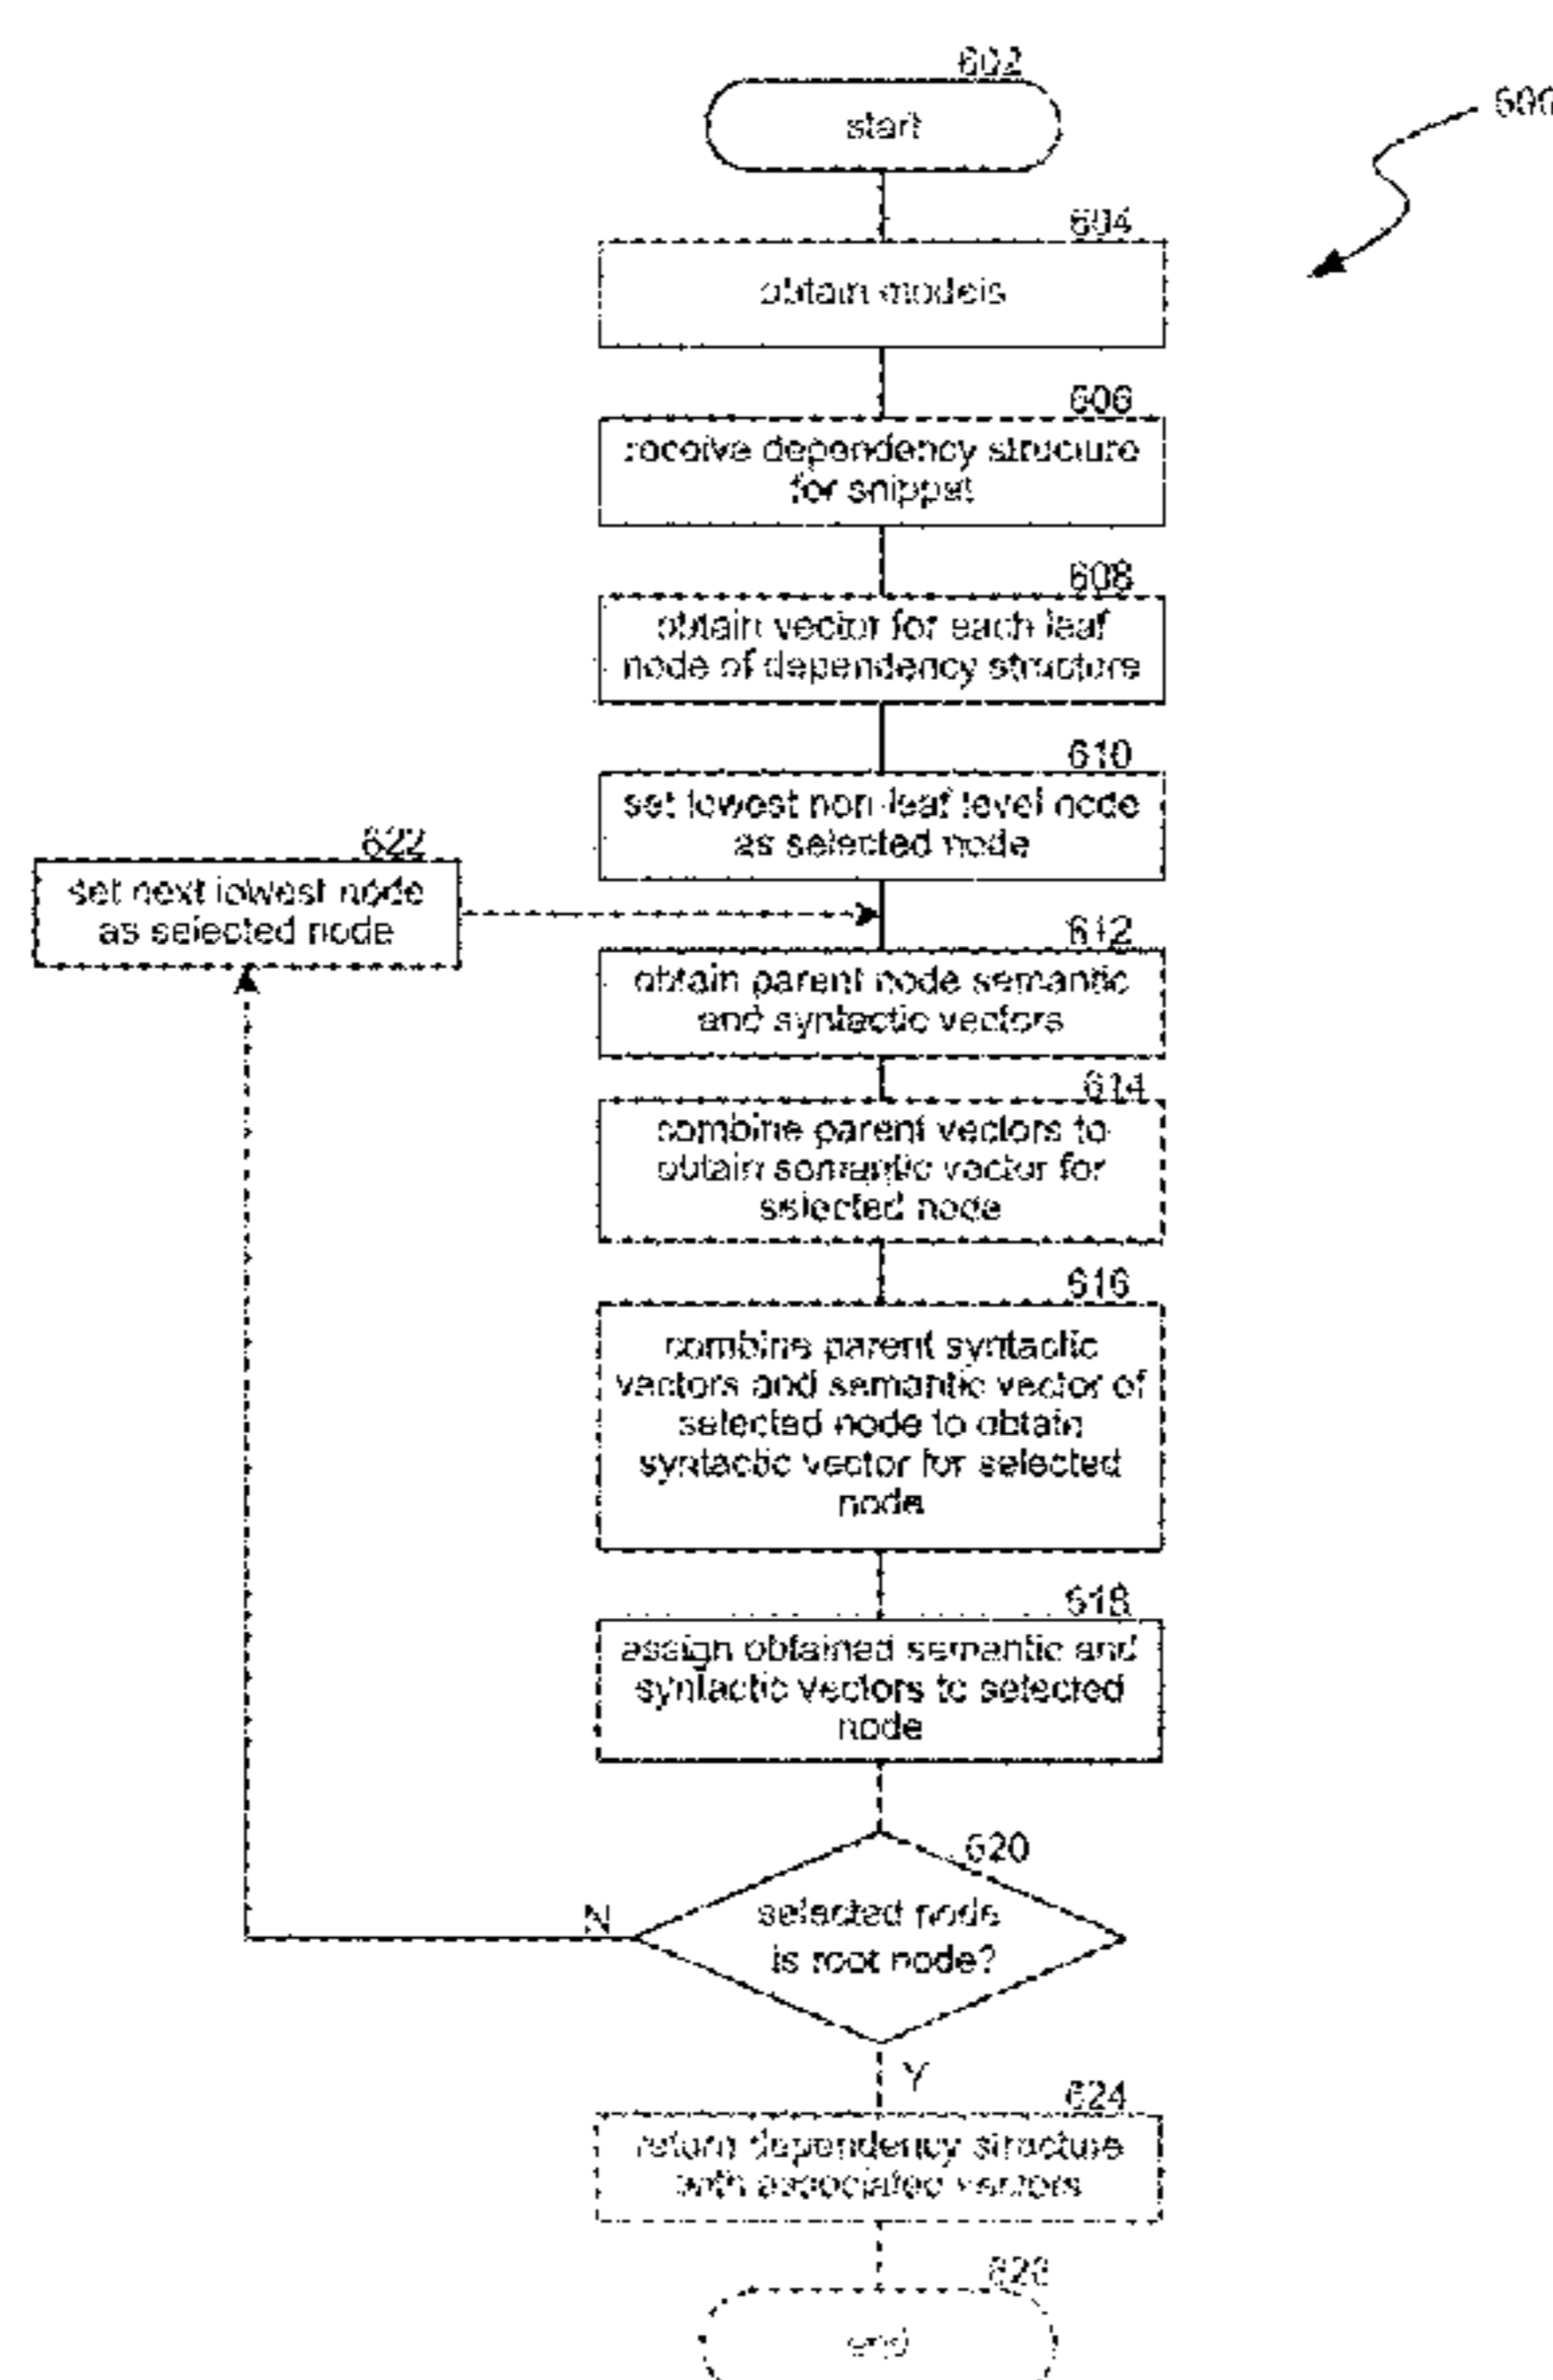 602
start
600
604
obtain models
606
receive dependency structure
for snippet
608
obtain vector for each leaf
node of dependency structure
610
set lowest non-leaf level node
as selected node
622
set next lowest node
as selected node
612
obtain parent node semantic
and syntactic vectors
614
combine parent vectors to
obtain semantic vector for
selected node
616
combine parent syntactic
vectors and semantic vector of
selected node to obtain
syntactic vector for selected
node
618
assign obtained semantic and
syntactic vectors to selected
node
620
selected node
is root node?
N
Y
624
return dependency structure
with associated vectors
end